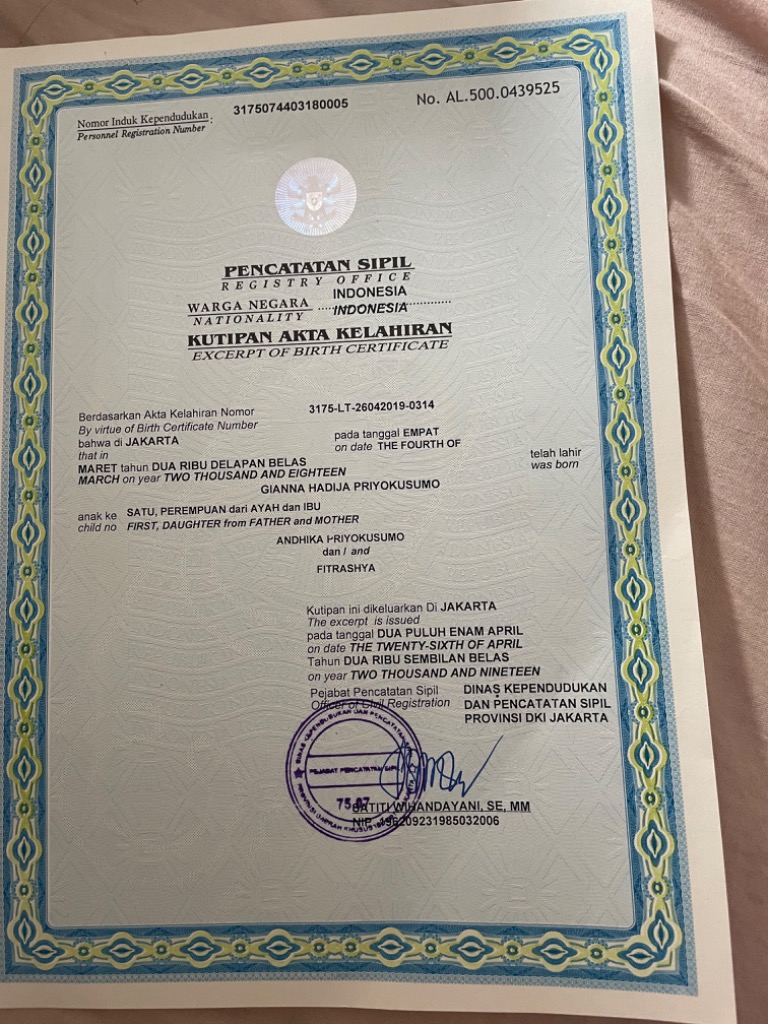 Nomor Induk Kependudukan : 3175074403180005 No. AL.500.0439525
Personnel Registration Number
PENCATATAN SIPIL
REGISTRY OFFICE
WARGA NEGARA INDONESIA
NATIONALITY INDONESIA
KUTIPAN AKTA KELAHIRAN
EXCERPT OF BIRTH CERTIFICATE
Berdasarkan Akta Kelahiran Nomor 3175-LT-26042019-0314
By virtue of Birth Certificate Number
bahwa di JAKARTA pada tanggal EMPAT
that in on date THE FOURTH OF
MARET tahun DUA RIBU DELAPAN BELAS telah lahir
MARCH on year TWO THOUSAND AND EIGHTEEN was born
GIANNA HADIJA PRIYOKUSUMO
anak ke SATU, PEREMPUAN dari AYAH dan IBU
child no FIRST, DAUGHTER from FATHER and MOTHER
ANDHIKA PRIYOKUSUMO
dan / and
FITRASHYA
Kutipan ini dikeluarkan Di JAKARTA
The excerpt is issued
pada tanggal DUA PULUH ENAM APRIL
on date THE TWENTY-SIXTH OF APRIL
Tahun DUA RIBU SEMBILAN BELAS
on year TWO THOUSAND AND NINETEEN
Pejabat Pencatatan Sipil DINAS KEPENDUDUKAN
Officer of Civil Registration DAN PENCATATAN SIPIL
PROVINSI DKI JAKARTA
DINAS KEPENDUDUKAN DAN PENCATATAN
PEJABAT PENCATATAN SIPIL
75.07
PROVINSI DAERAH KHUSUS
SATITI WIHANDAYANI, SE, MM
NIP. 196209231985032006